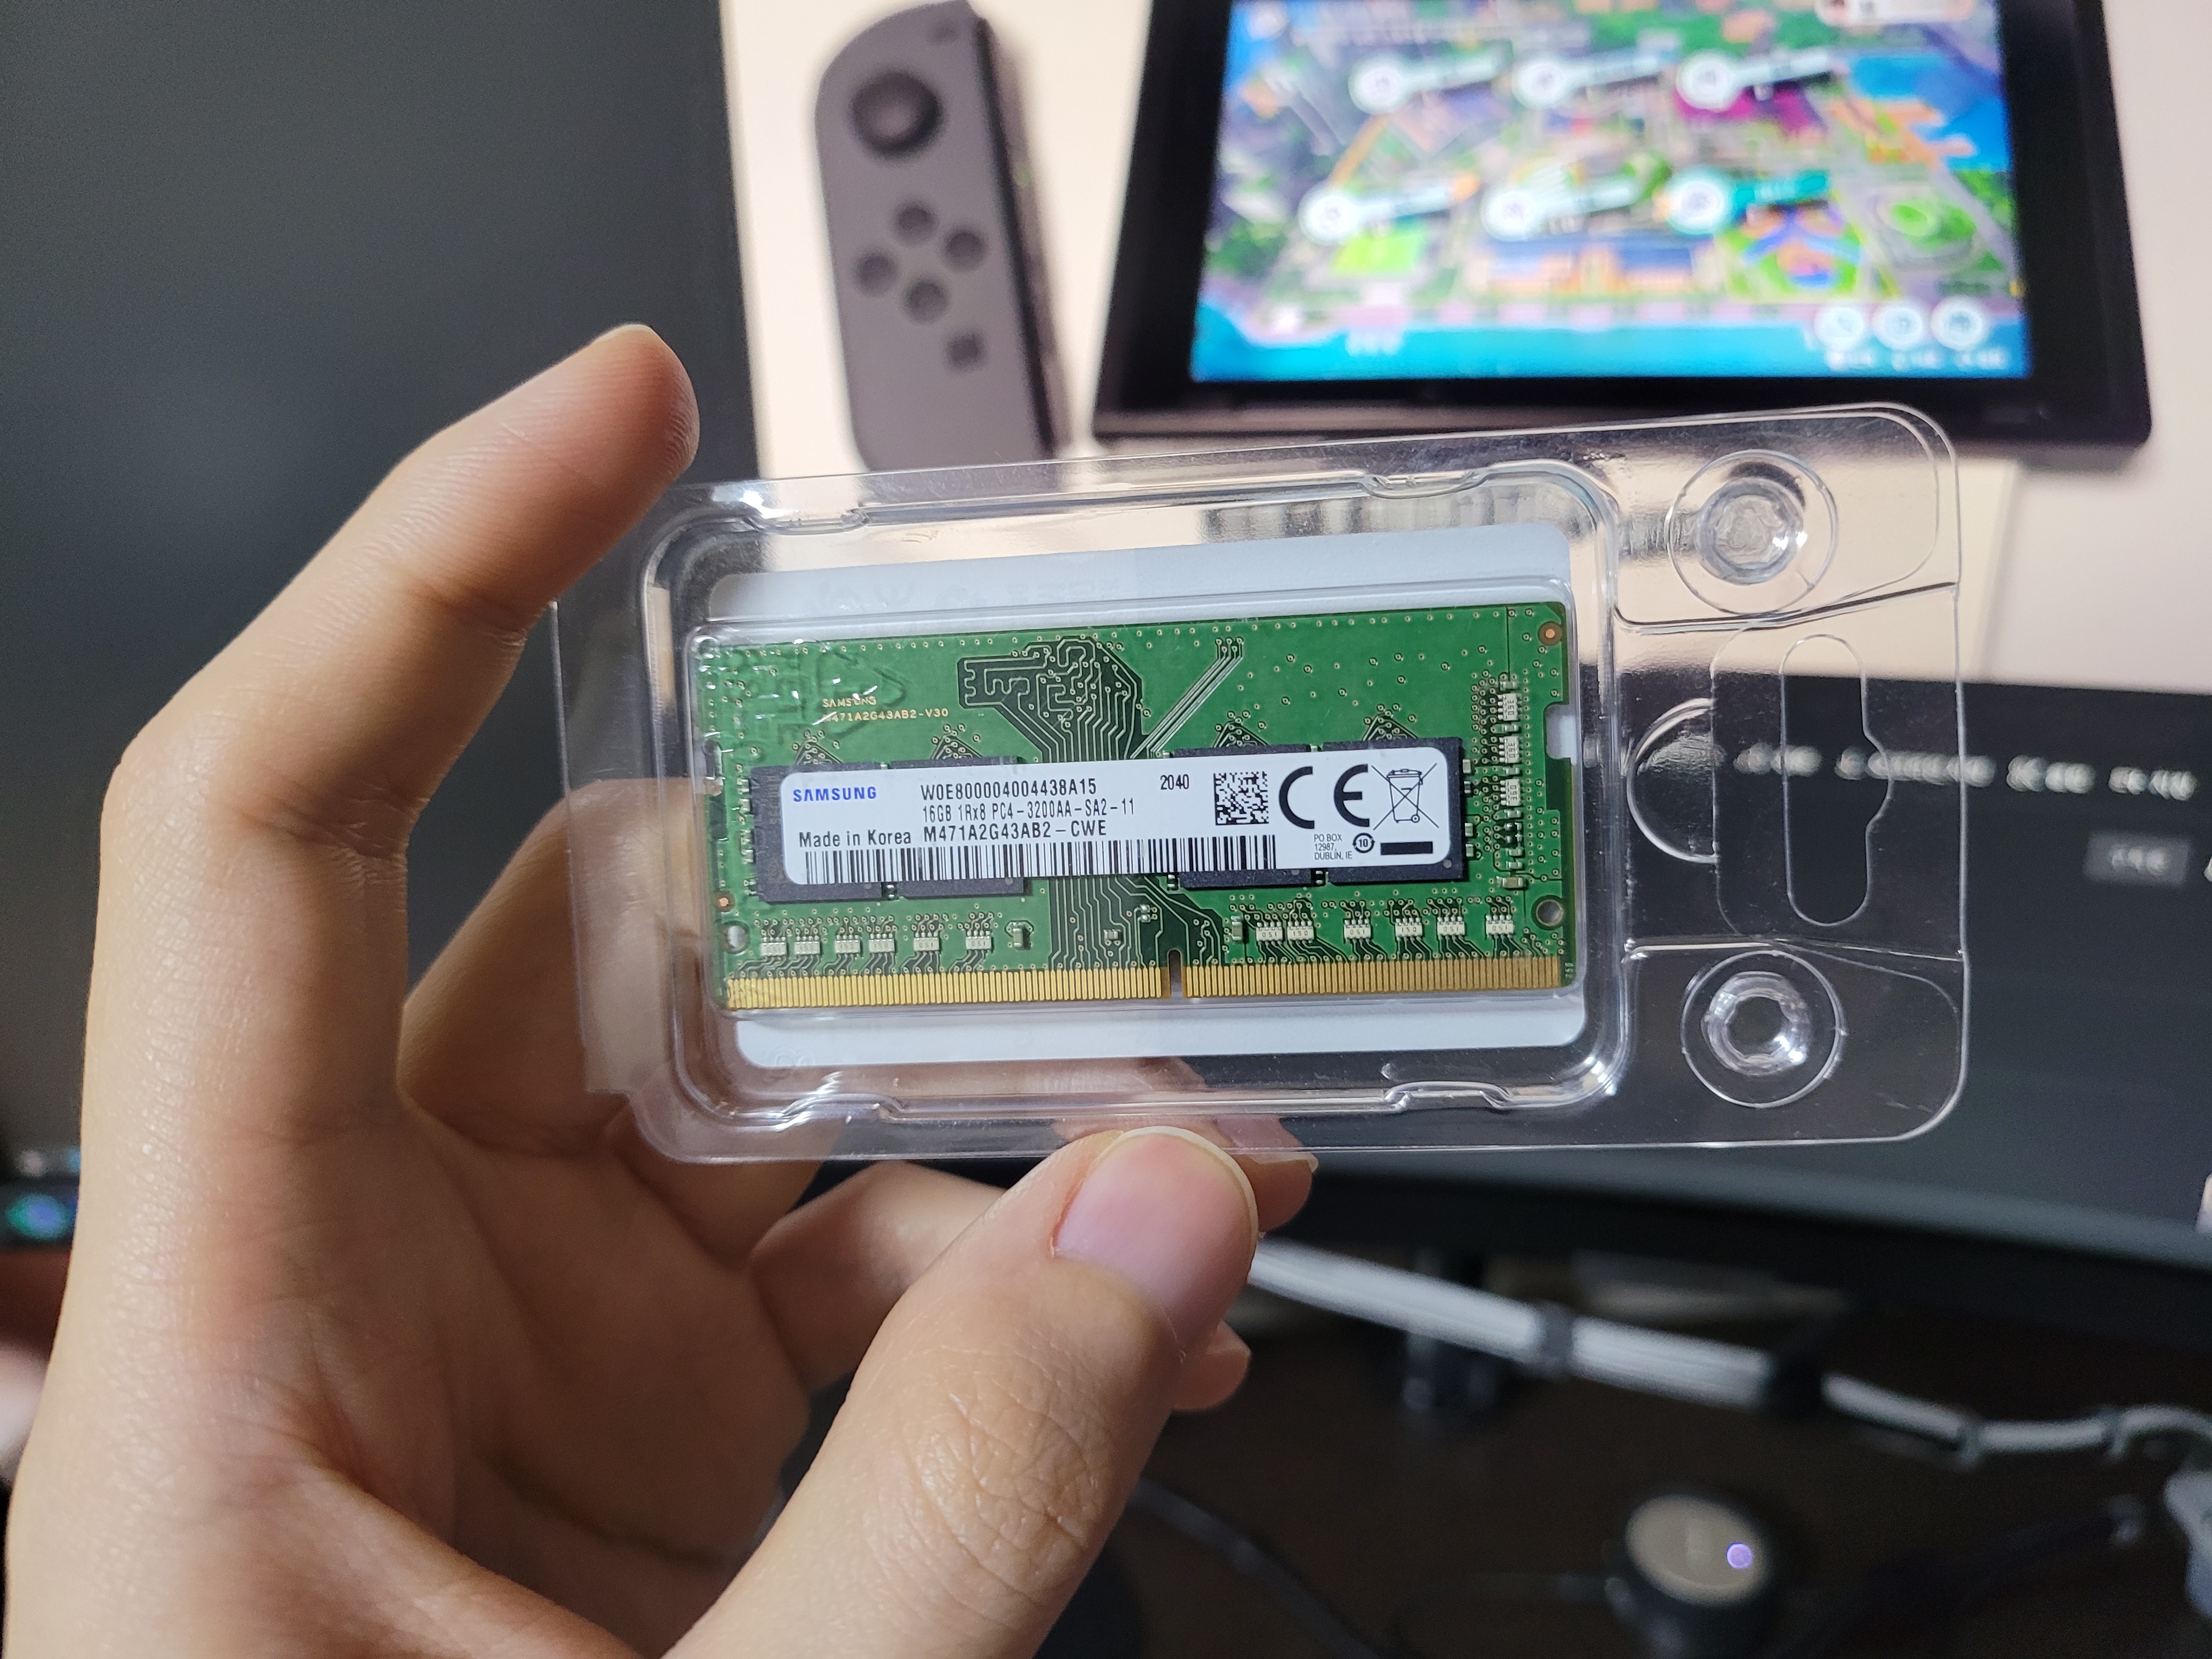 SAMSUNG
M471A2G43AB2-V30
SAMSUNG W0E800004004438A15 2040
16GB 1Rx8 PC4-3200AA-SA2-11
Made in Korea M471A2G43AB2-CWE
CE
PO BOX
12987,
DUBLIN, IE
10